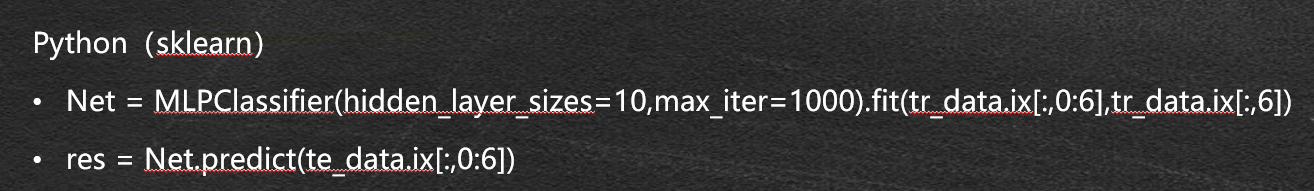 Python（sklearn）
• Net = MLPClassifier(hidden_layer_sizes=10,max_iter=1000).fit(tr_data.ix[:,0:6],tr_data.ix[:,6])
• res = Net.predict(te_data.ix[:,0:6])